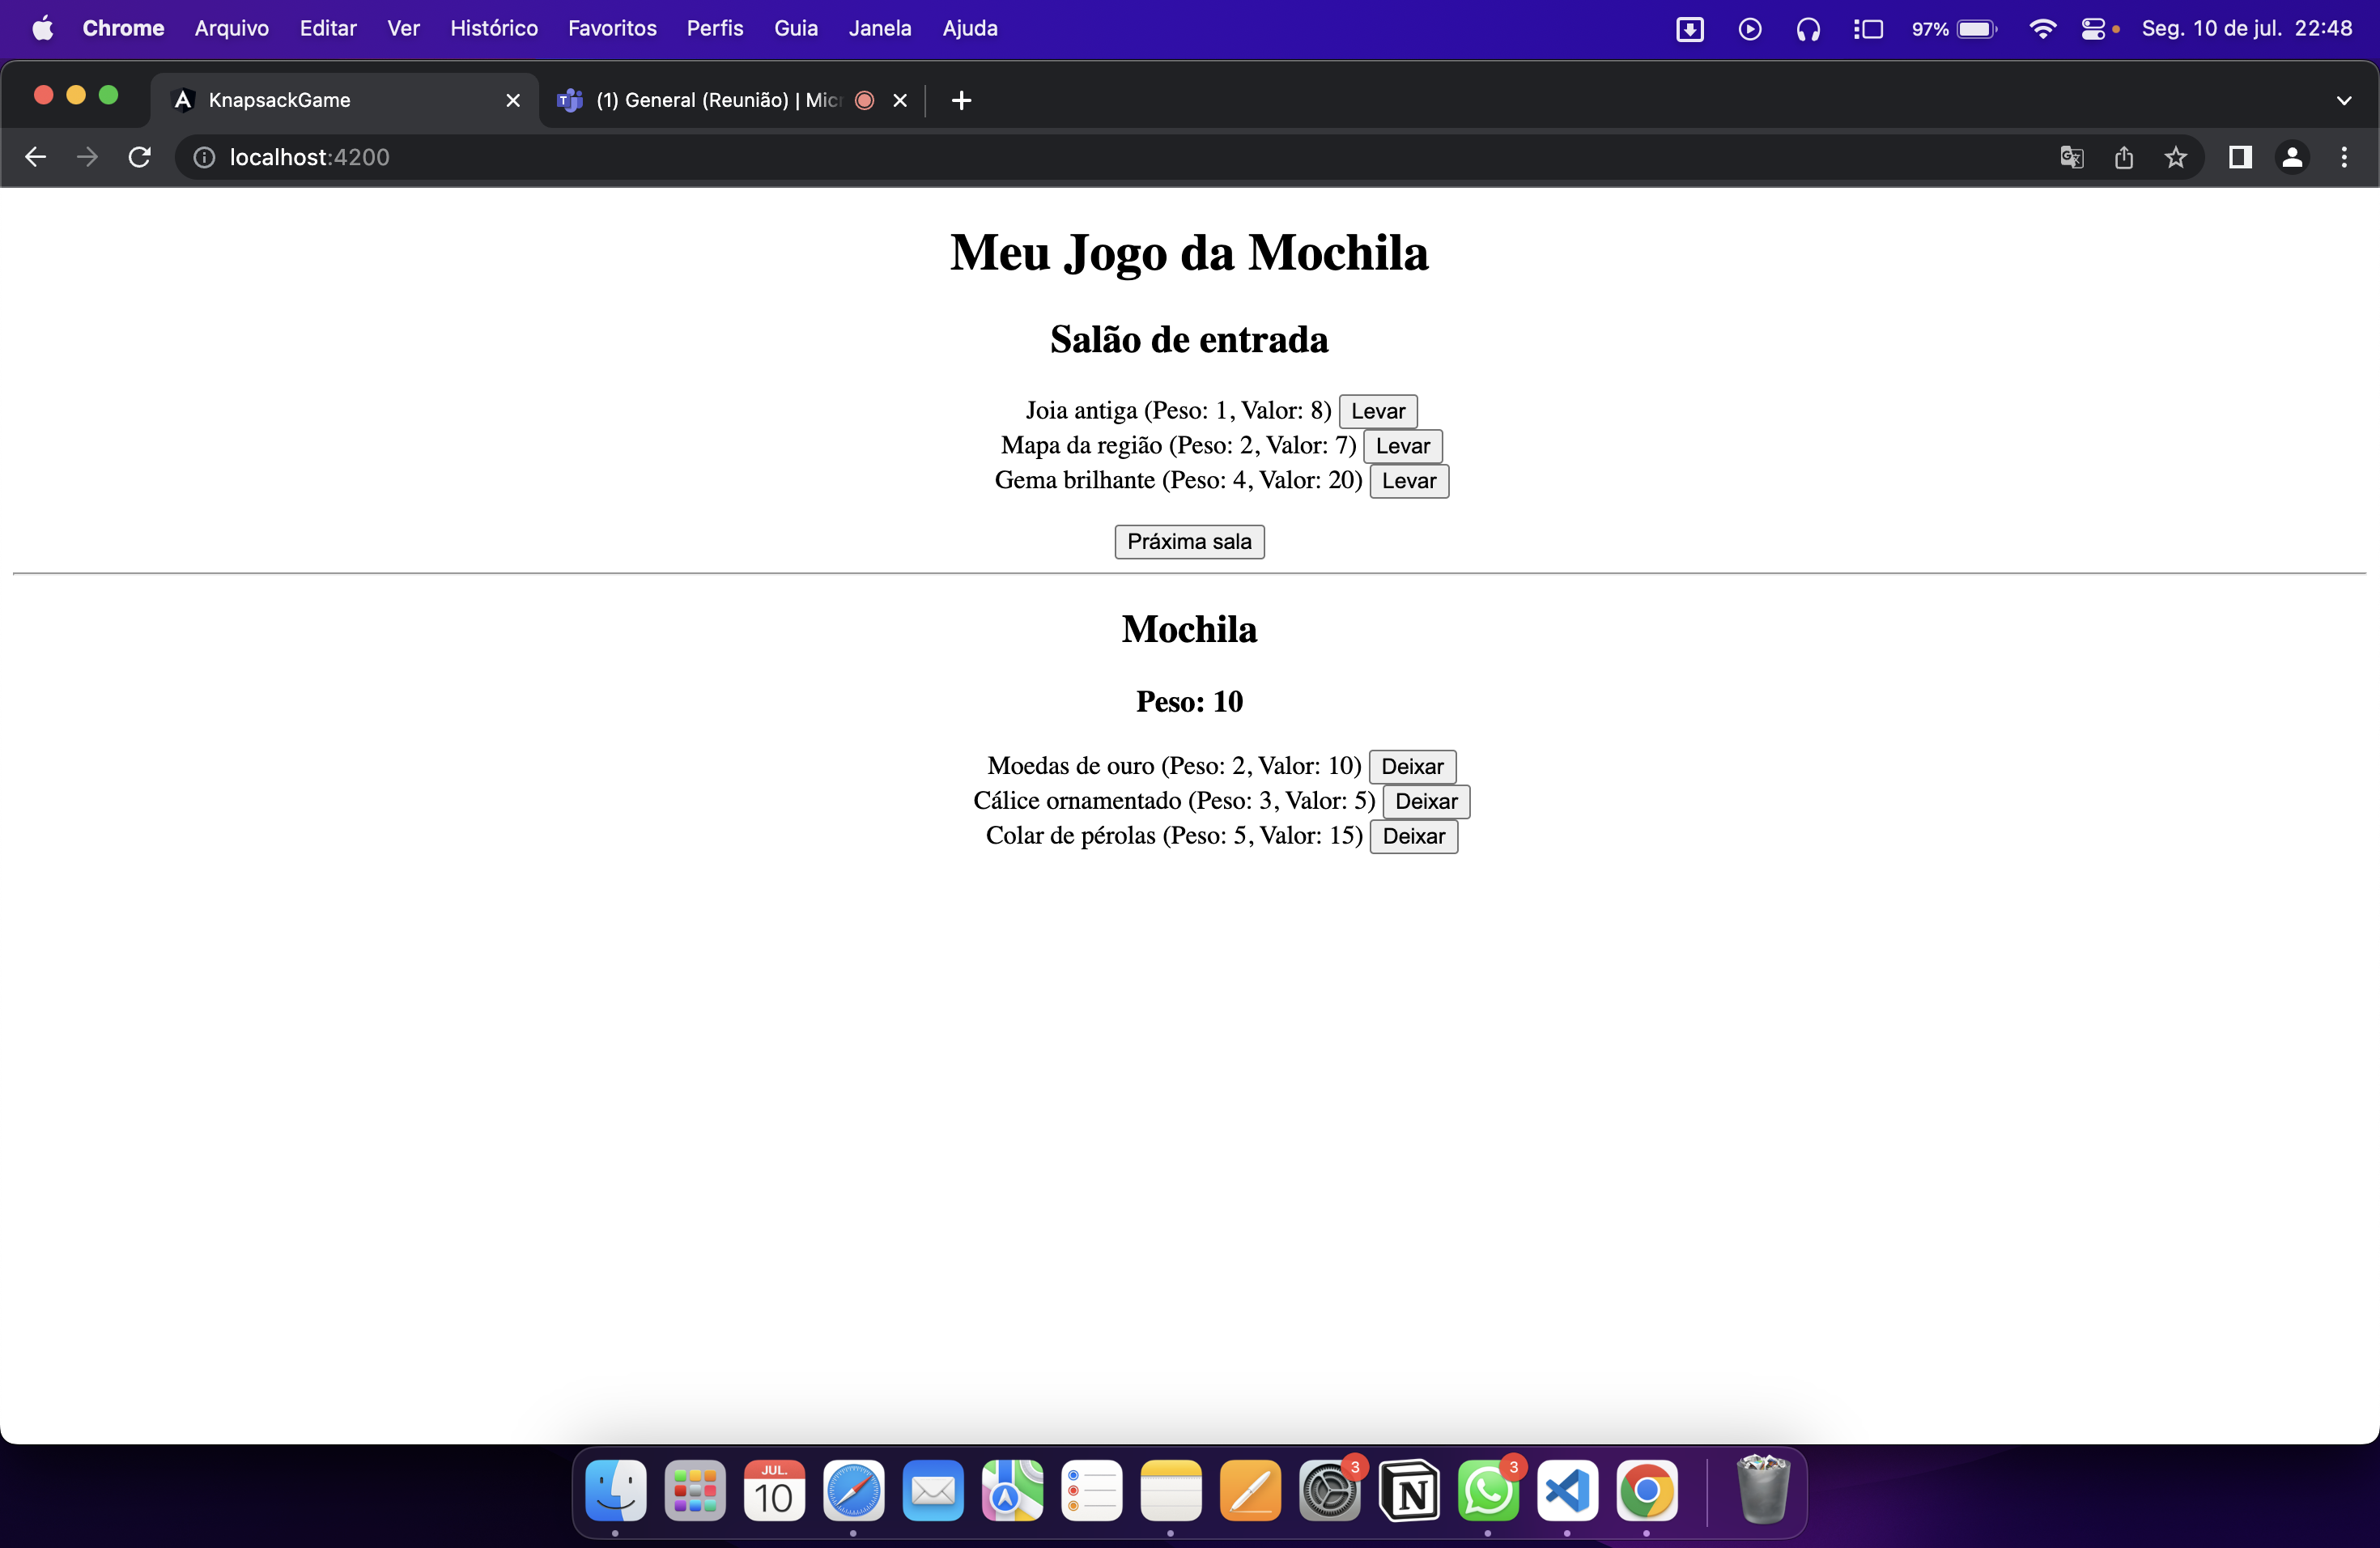 Chrome Arquivo Editar Ver Histórico Favoritos Perfis Guia Janela Ajuda 97% Seg. 10 de jul. 22:48
KnapsackGame (1) General (Reunião) | Micr
localhost:4200
Meu Jogo da Mochila
Salão de entrada
Joia antiga (Peso: 1, Valor: 8) Levar
Mapa da região (Peso: 2, Valor: 7) Levar
Gema brilhante (Peso: 4, Valor: 20) Levar
Práxima sala
Mochila
Peso: 10
Moedas de ouro (Peso: 2, Valor: 10) Deixar
Cálice ornamentado (Peso: 3, Valor: 5) Deixar
Colar de pérolas (Peso: 5, Valor: 15) Deixar
JUL.
10
3
3